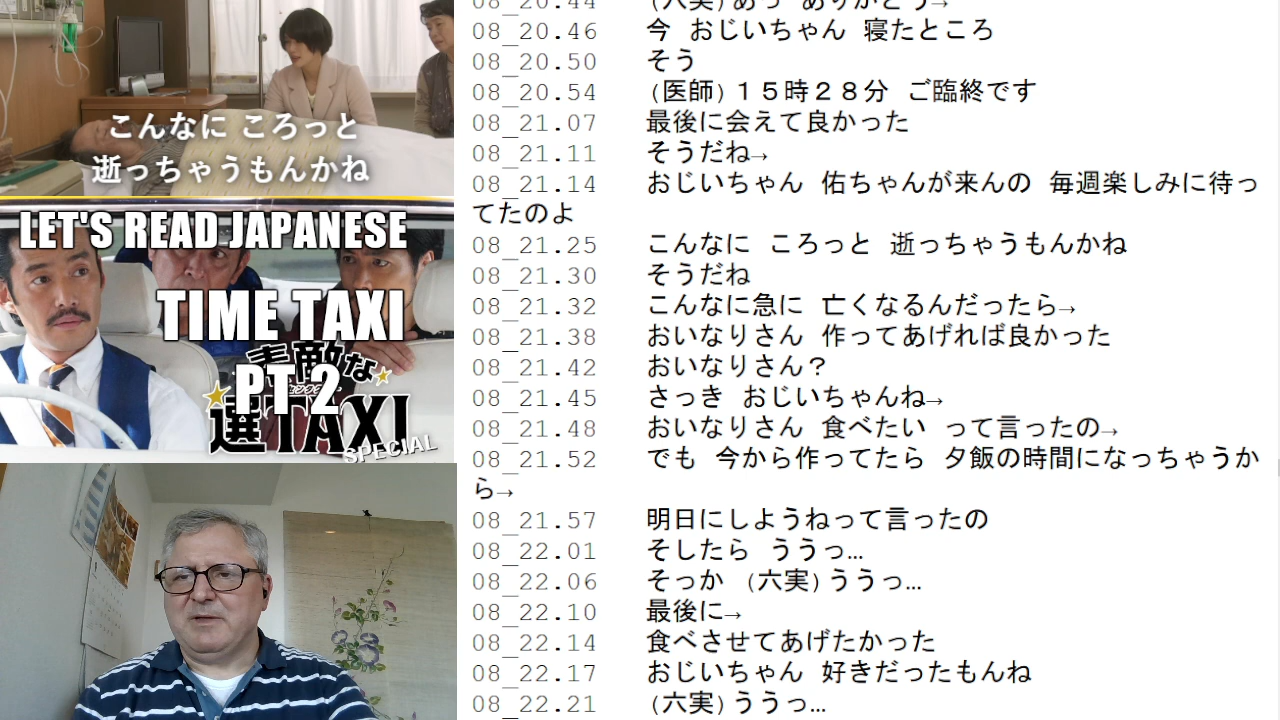 こんなに ころっと
逝っちゃうもんかね
LET'S READ JAPANESE
TIME TAXI
PT 2
素敵な
選TAXI
SPECIAL
08_20.44 (六実)あっ ありがとう→
08_20.46 今 おじいちゃん 寝たところ
08_20.50 そう
08_20.54 (医師)１５時２８分 ご臨終です
08_21.07 最後に会えて良かった
08_21.11 そうだね→
08_21.14 おじいちゃん 佑ちゃんが来んの 毎週楽しみに待っ
てたのよ
08_21.25 こんなに ころっと 逝っちゃうもんかね
08_21.30 そうだね
08_21.32 こんなに急に 亡くなるんだったら→
08_21.38 おいなりさん 作ってあげれば良かった
08_21.42 おいなりさん？
08_21.45 さっき おじいちゃんね→
08_21.48 おいなりさん 食べたい って言ったの→
08_21.52 でも 今から作ってたら 夕飯の時間になっちゃうか
ら→
08_21.57 明日にしようねって言ったの
08_22.01 そしたら ううっ…
08_22.06 そっか (六実)ううっ…
08_22.10 最後に→
08_22.14 食べさせてあげたかった
08_22.17 おじいちゃん 好きだったもんね
08_22.21 (六実)ううっ…